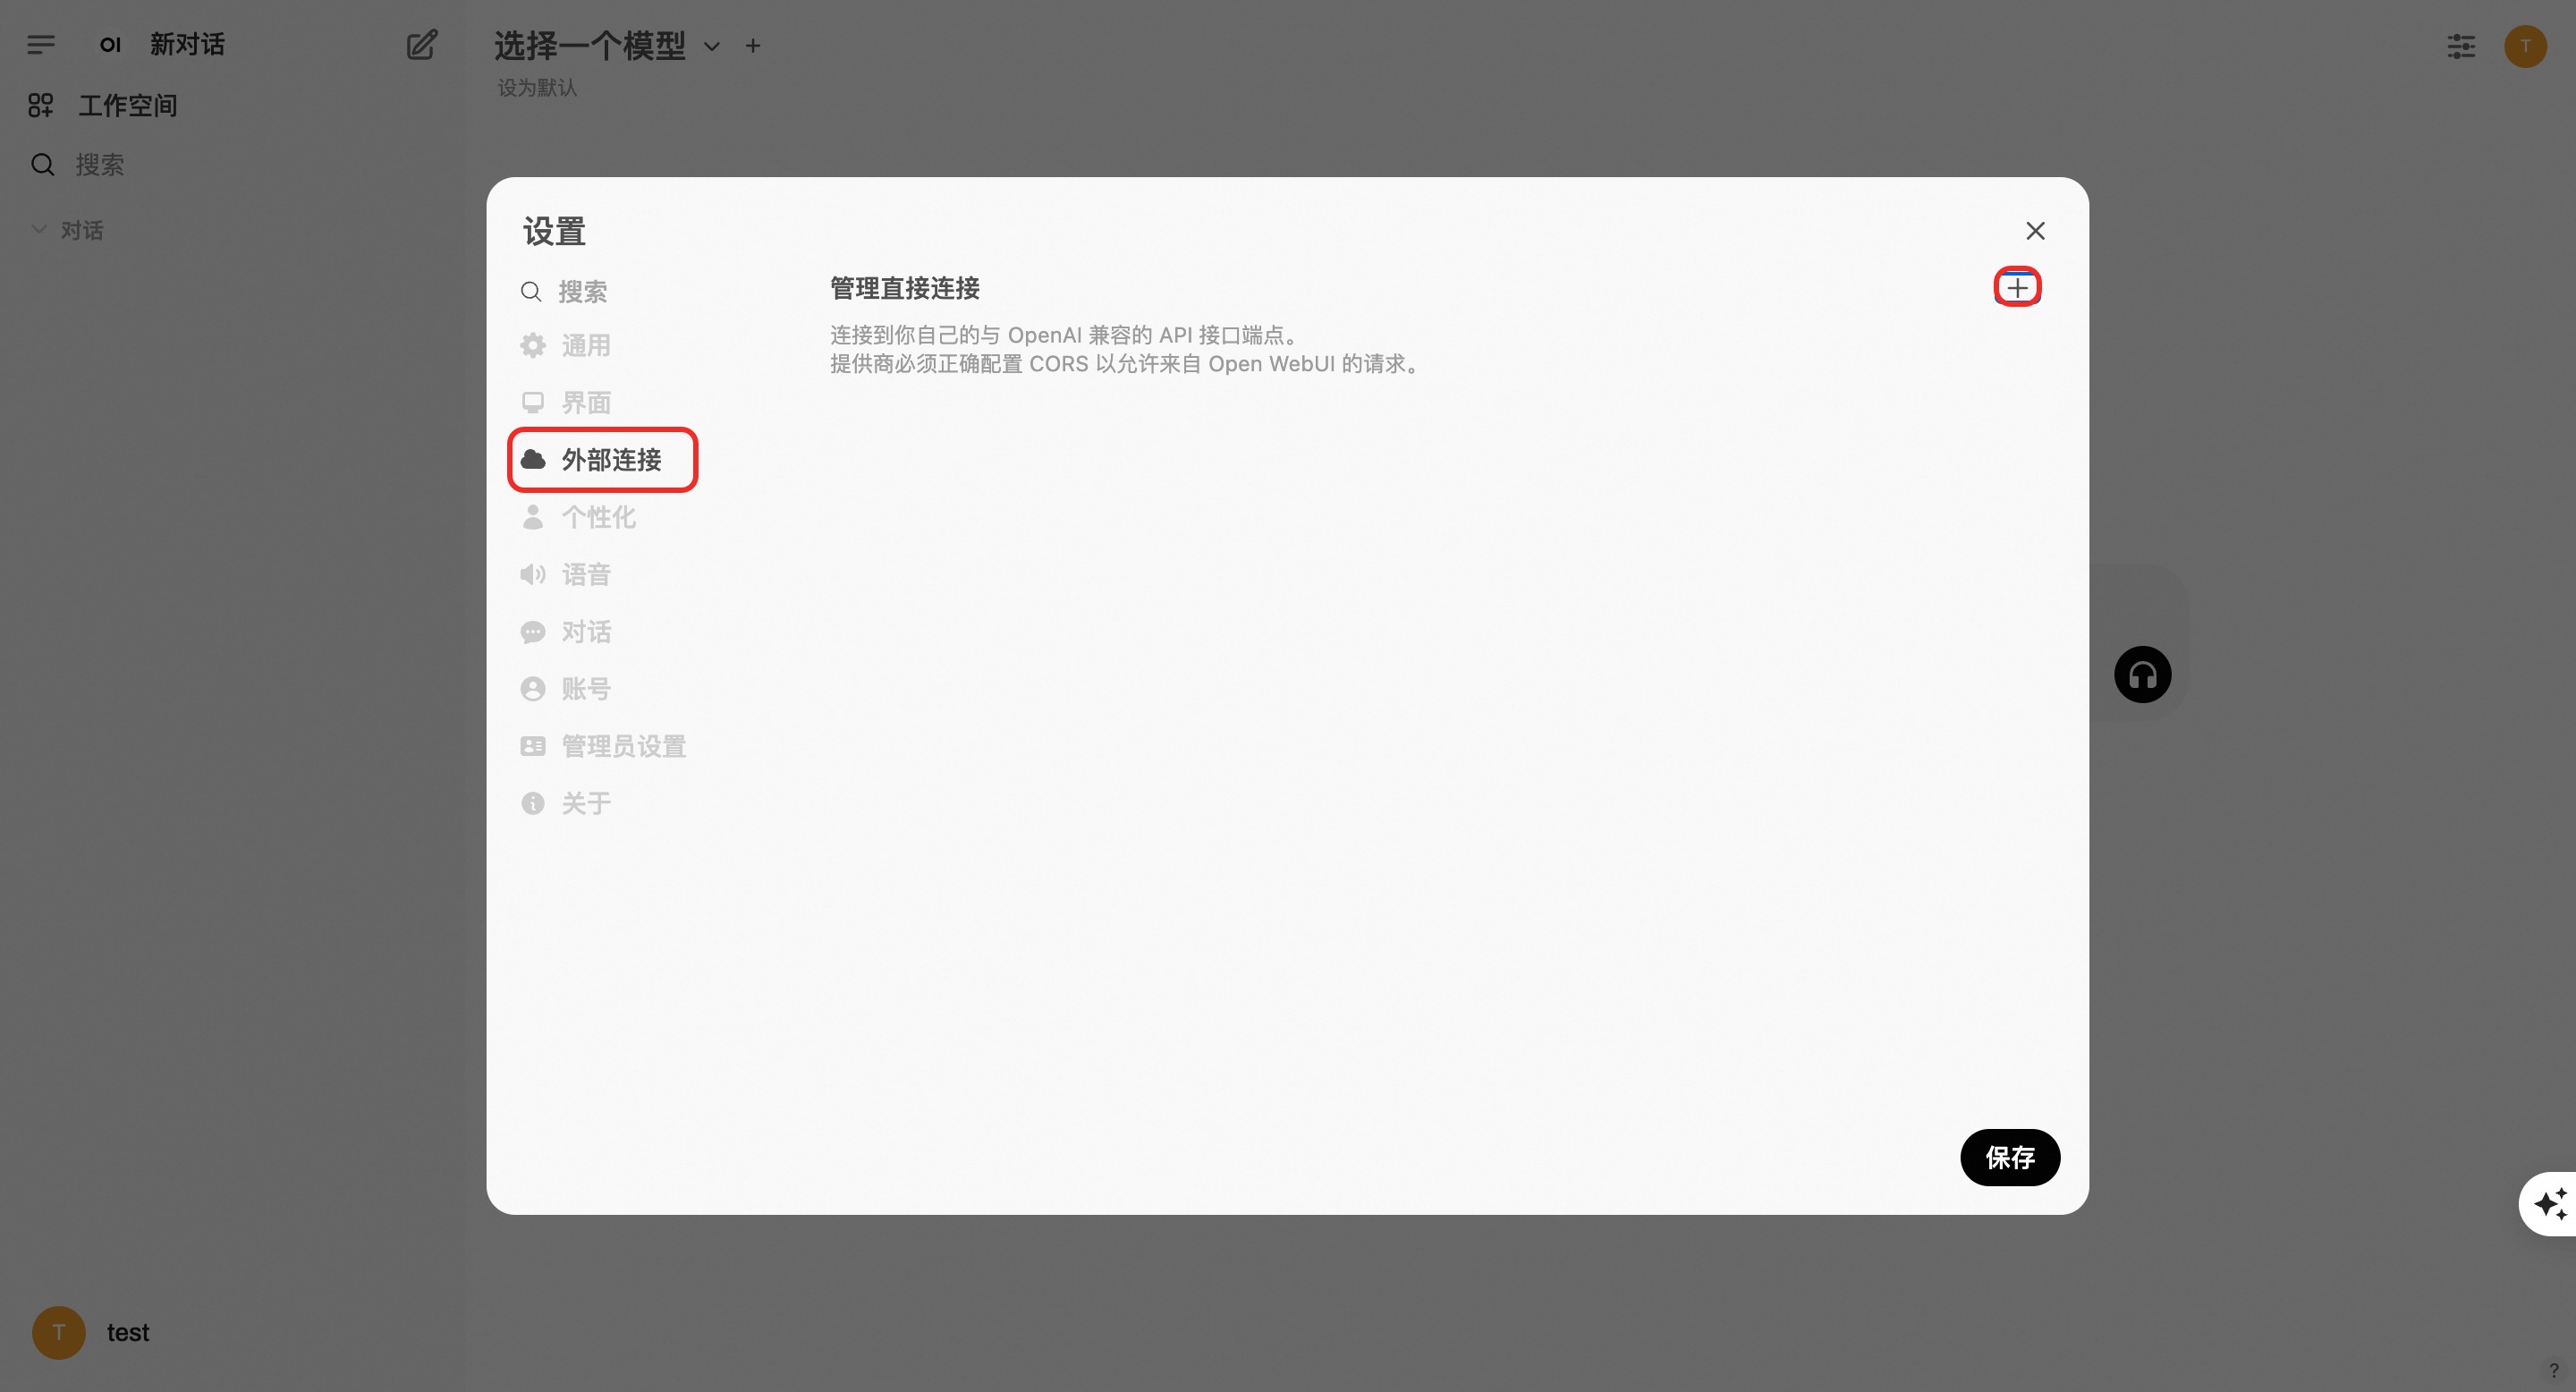 OI 新对话
工作空间
搜索
对话
选择一个模型
设为默认
T
设置
搜索
通用
界面
外部连接
个性化
语音
对话
账号
管理员设置
关于
管理直接连接
连接到你自己的与 OpenAI 兼容的 API 接口端点。
提供商必须正确配置 CORS 以允许来自 Open WebUI 的请求。
保存
T test
?